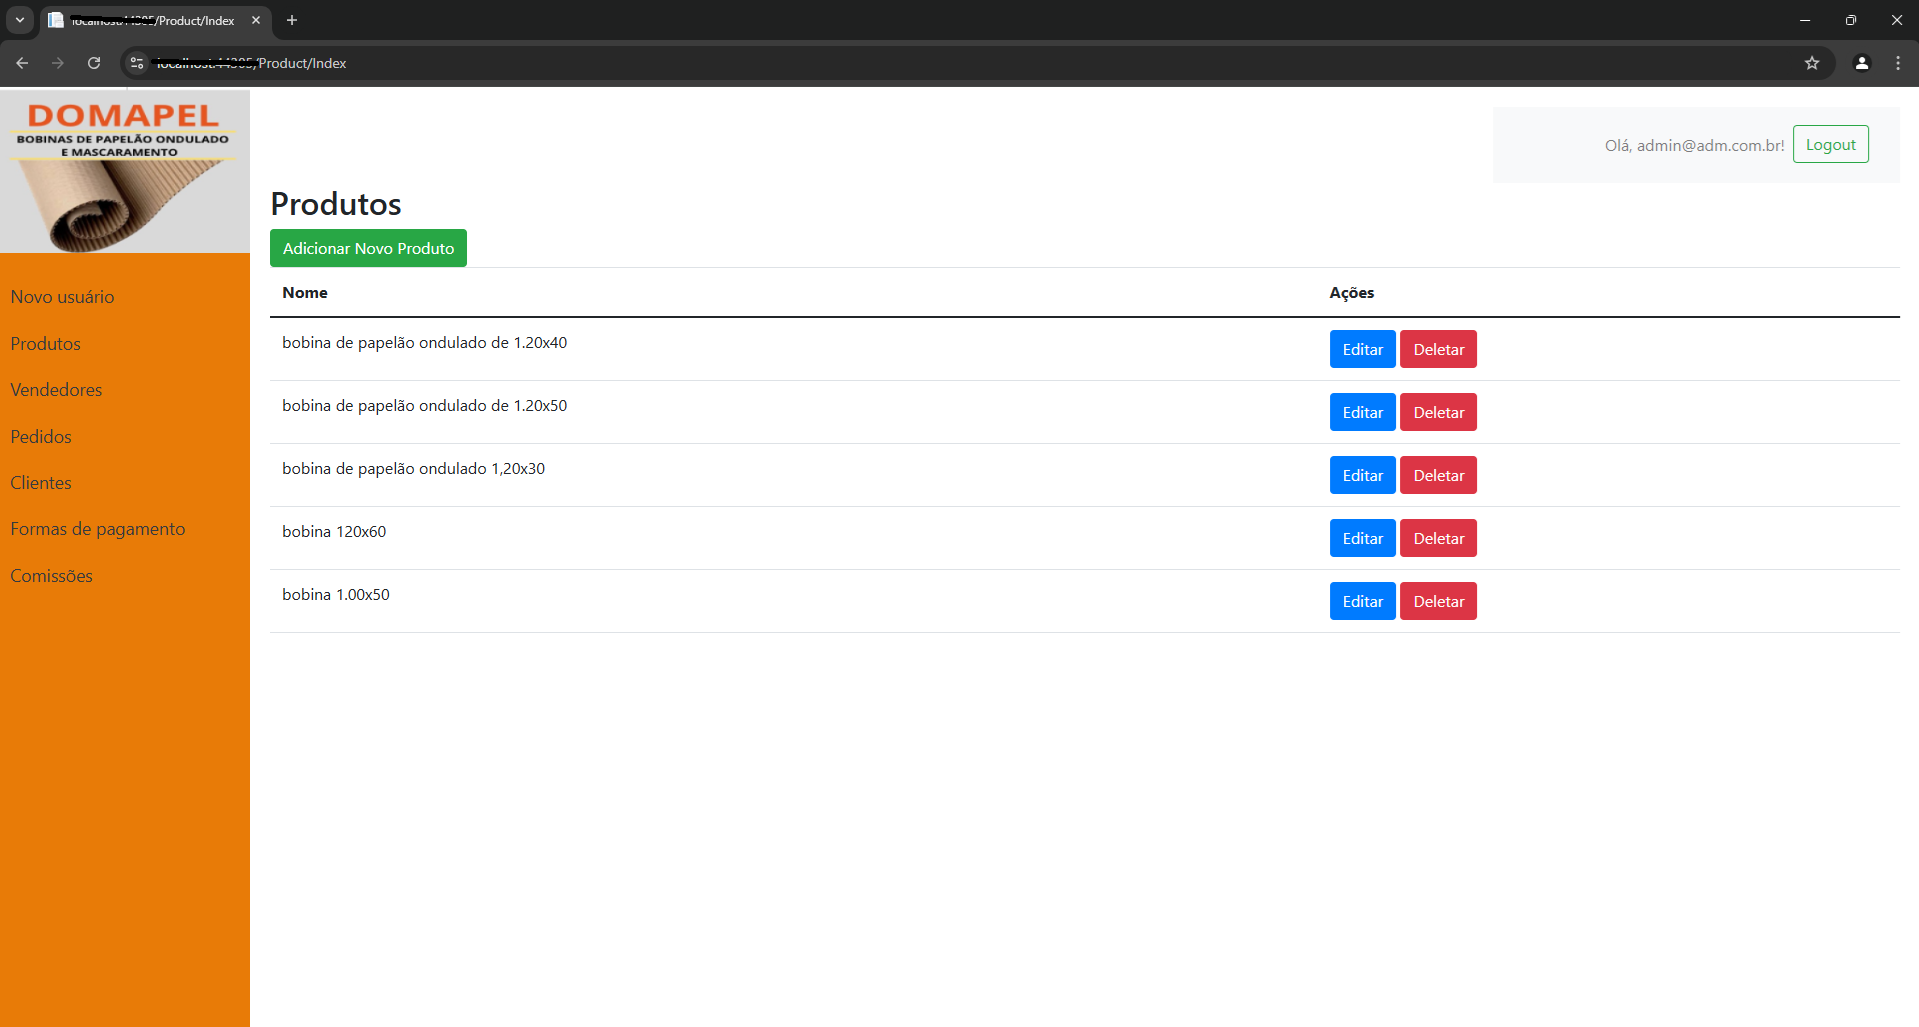 /Product/Index
/Product/Index
DOMAPEL
BOBINAS DE PAPELÃO ONDULADO
E MASCARAMENTO
Olá, admin@adm.com.br!
Logout
Novo usuário
Produtos
Vendedores
Pedidos
Clientes
Formas de pagamento
Comissões
Produtos
Adicionar Novo Produto
Nome Ações
bobina de papelão ondulado de 1.20x40 Editar Deletar
bobina de papelão ondulado de 1.20x50 Editar Deletar
bobina de papelão ondulado 1,20x30 Editar Deletar
bobina 120x60 Editar Deletar
bobina 1.00x50 Editar Deletar